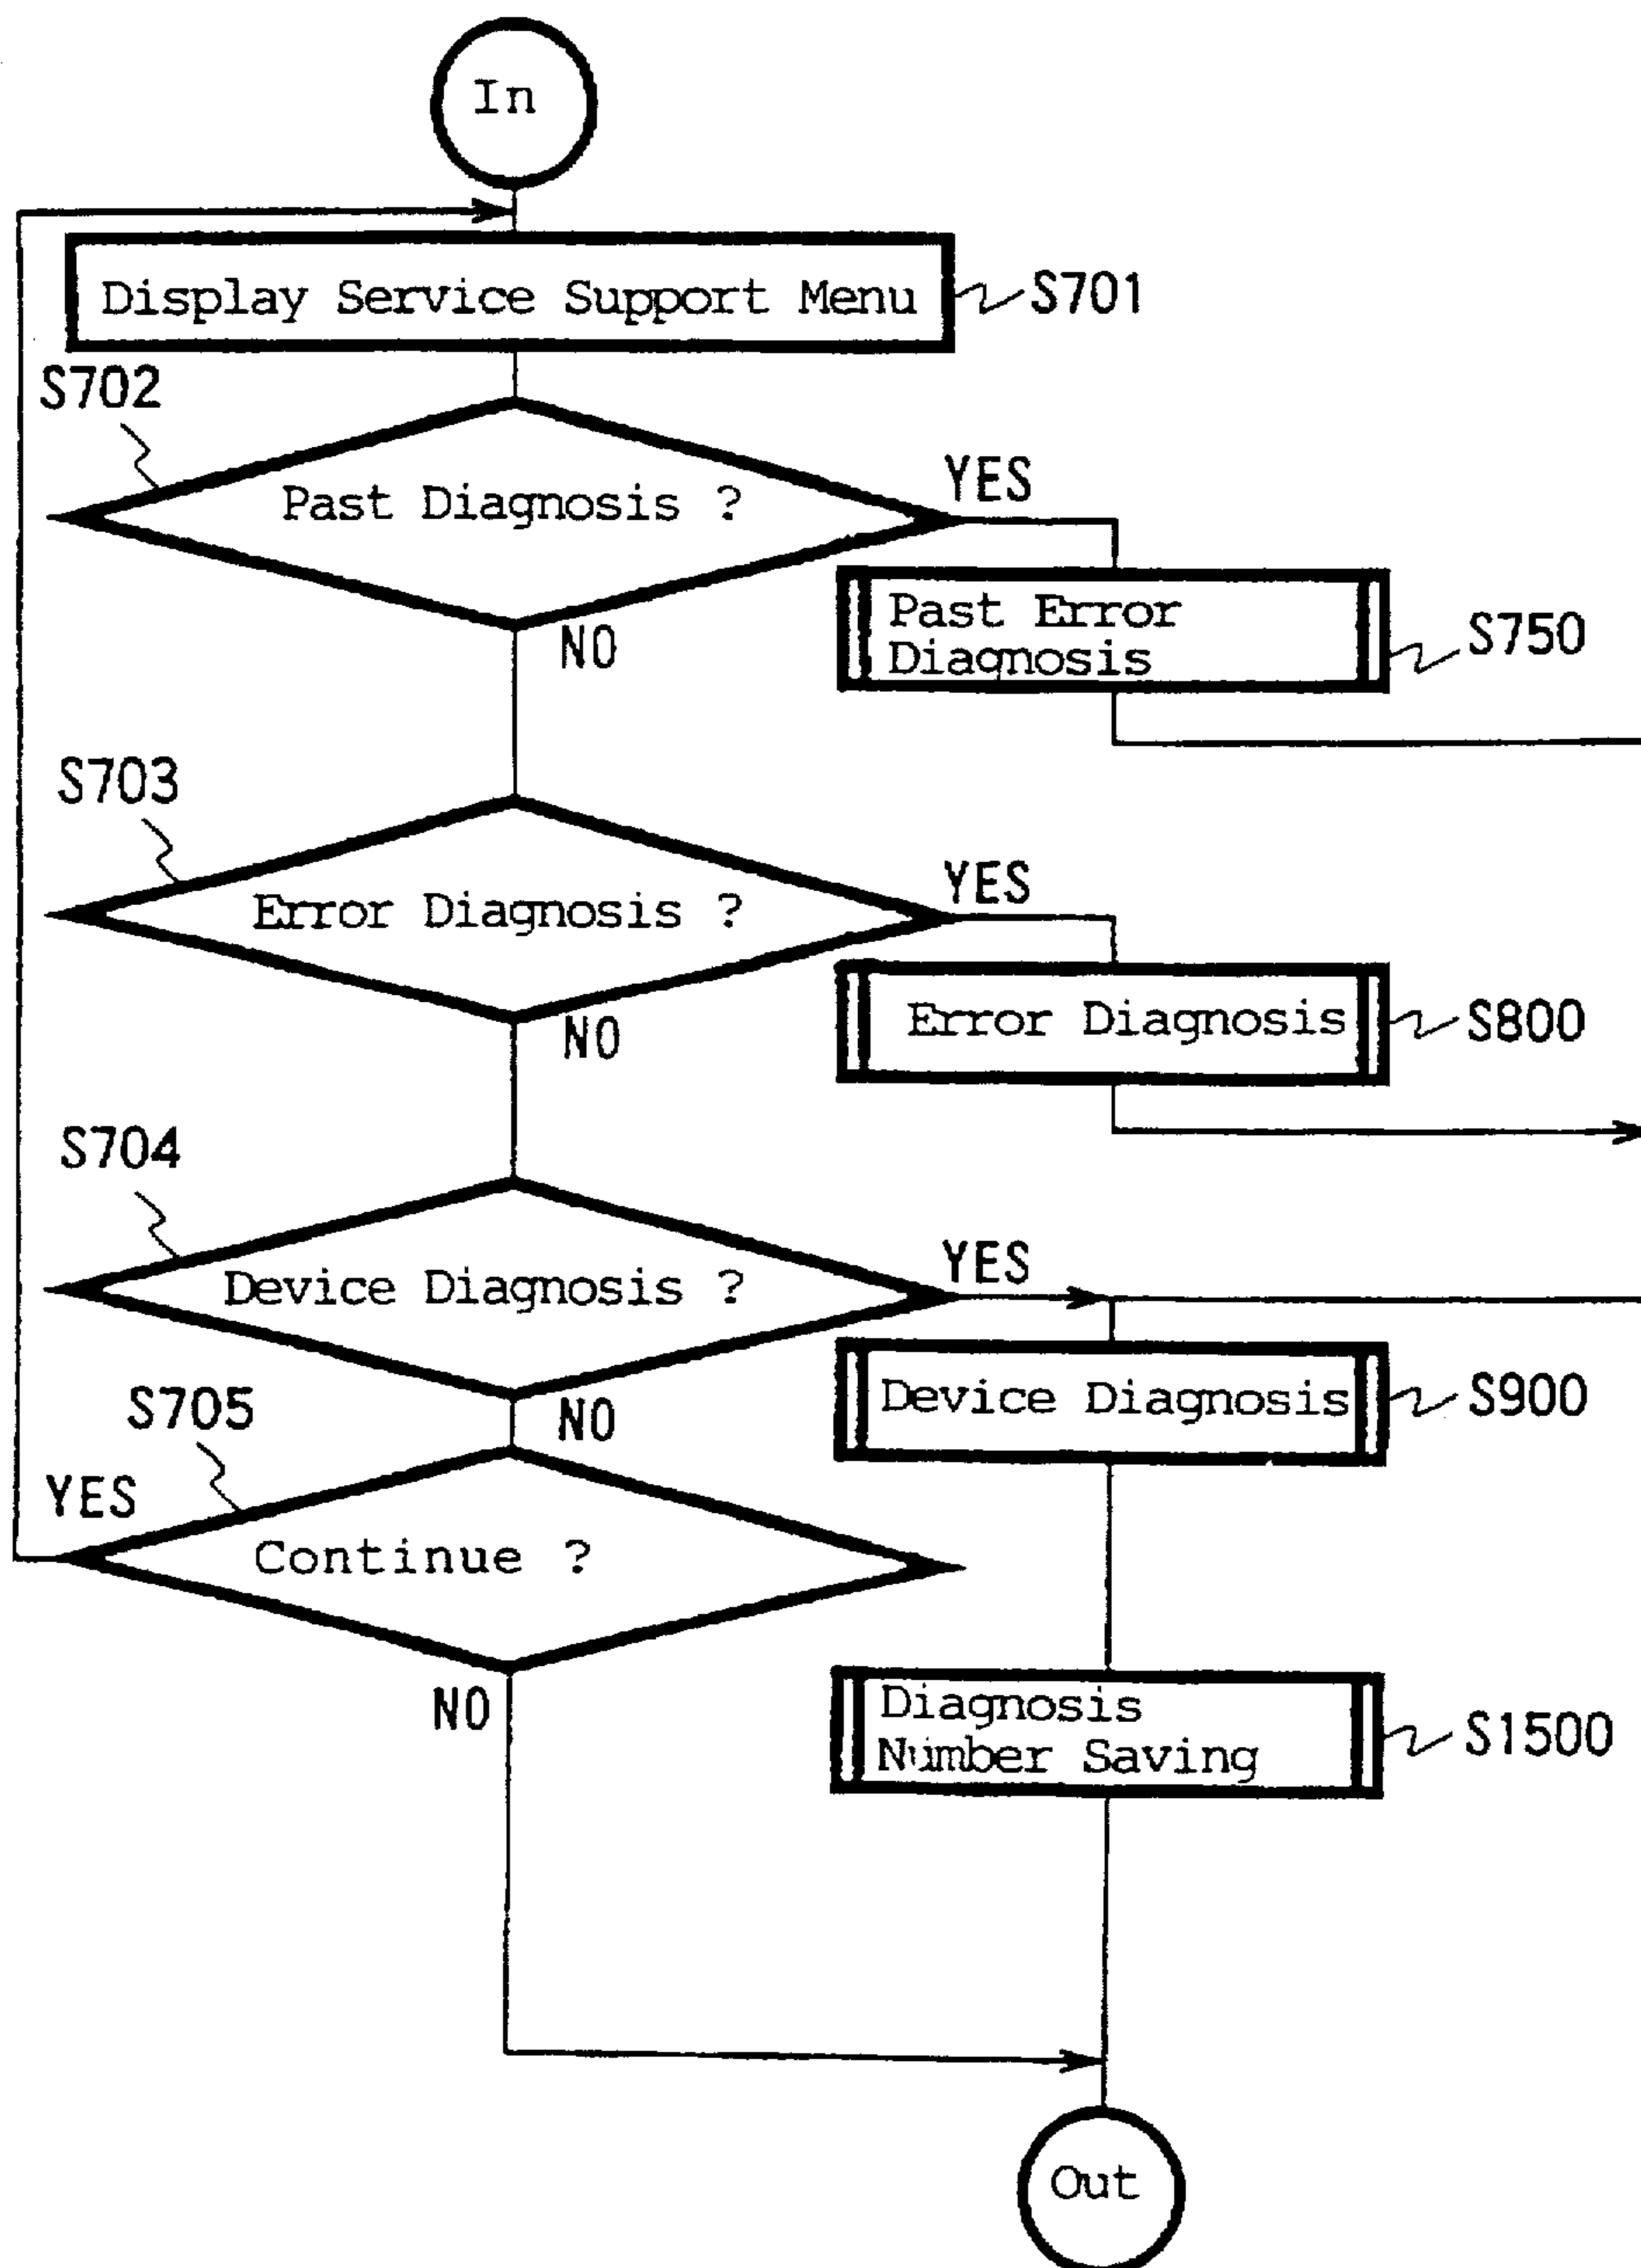 In
Display Service Support Menu
S701
S702
Past Diagnosis ?
YES
NO
Past Error
Diagnosis
S750
S703
Error Diagnosis ?
YES
NO
Error Diagnosis
S800
S704
Device Diagnosis ?
YES
NO
Device Diagnosis
S900
S705
YES
Continue ?
NO
Diagnosis
Number Saving
S1500
Out